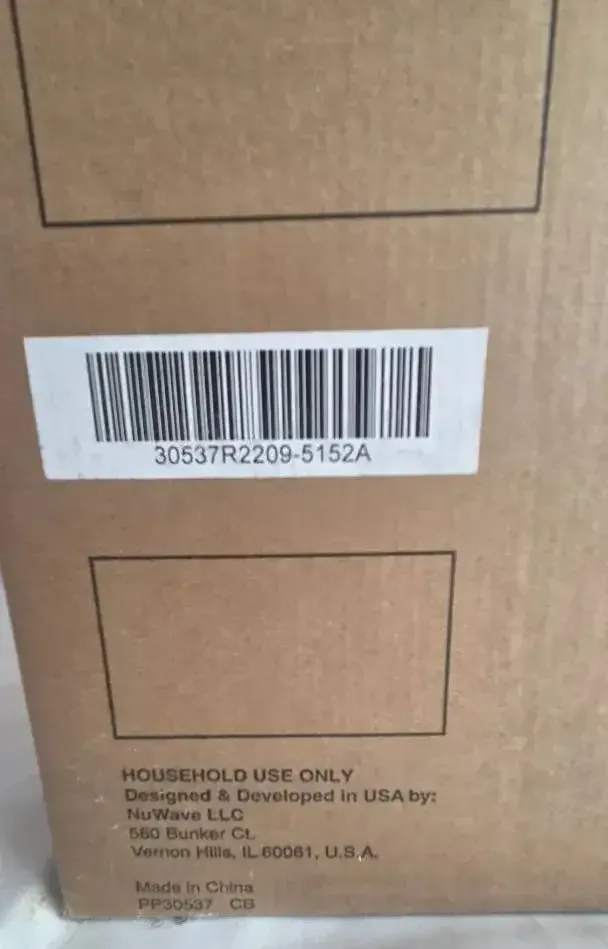 30537R2209-5152A
HOUSEHOLD USE ONLY
Designed & Developed in USA by:
NuWave LLC
560 Bunker Ct.
Vernon Hills, IL 60061, U.S.A.
Made in China
PP30537 CB